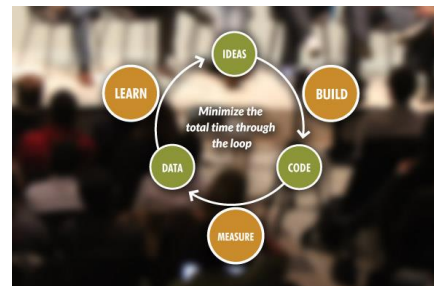 IDEAS
LEARN
BUILD
Minimize the
total time through
the loop
DATA
CODE
MEASURE